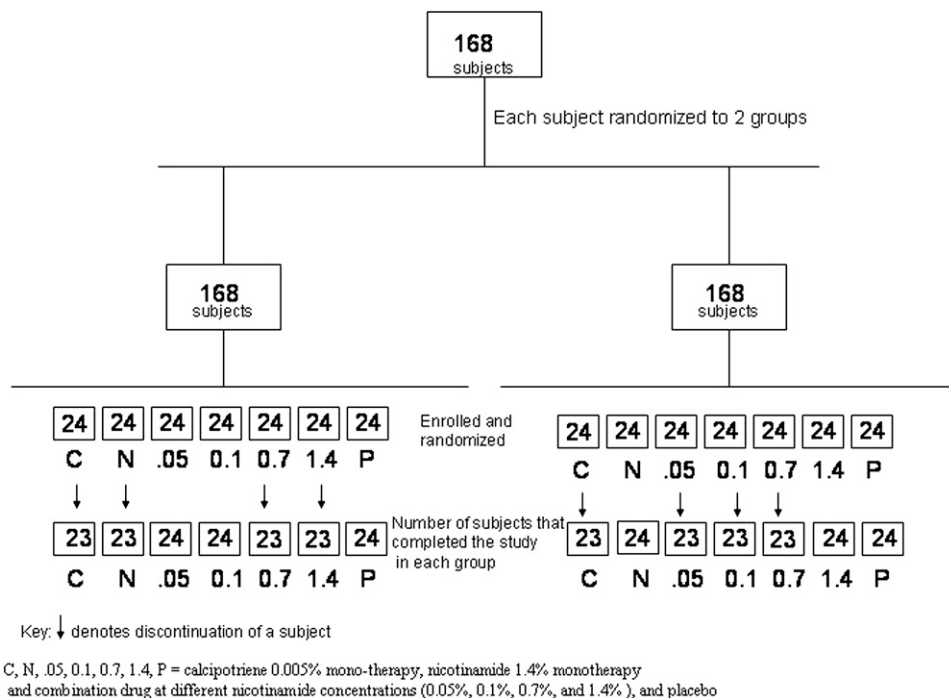 168
subjects
Each subject randomized to 2 groups
168
subjects
168
subjects
24 24 24 24 24 24 24
C N .05 0.1 0.7 1.4 P
Enrolled and
randomized
24 24 24 24 24 24 24
C N .05 0.1 0.7 1.4 P
23 23 24 24 23 23 24
C N .05 0.1 0.7 1.4 P
Number of subjects that
completed the study
in each group
23 24 23 23 23 24 24
C N .05 0.1 0.7 1.4 P
Key: ↓ denotes discontinuation of a subject
C, N, .05, 0.1, 0.7, 1.4, P = calcipotriene 0.005% mono-therapy, nicotinamide 1.4% monotherapy
and combination drug at different nicotinamide concentrations (0.05%, 0.1%, 0.7%, and 1.4% ), and placebo